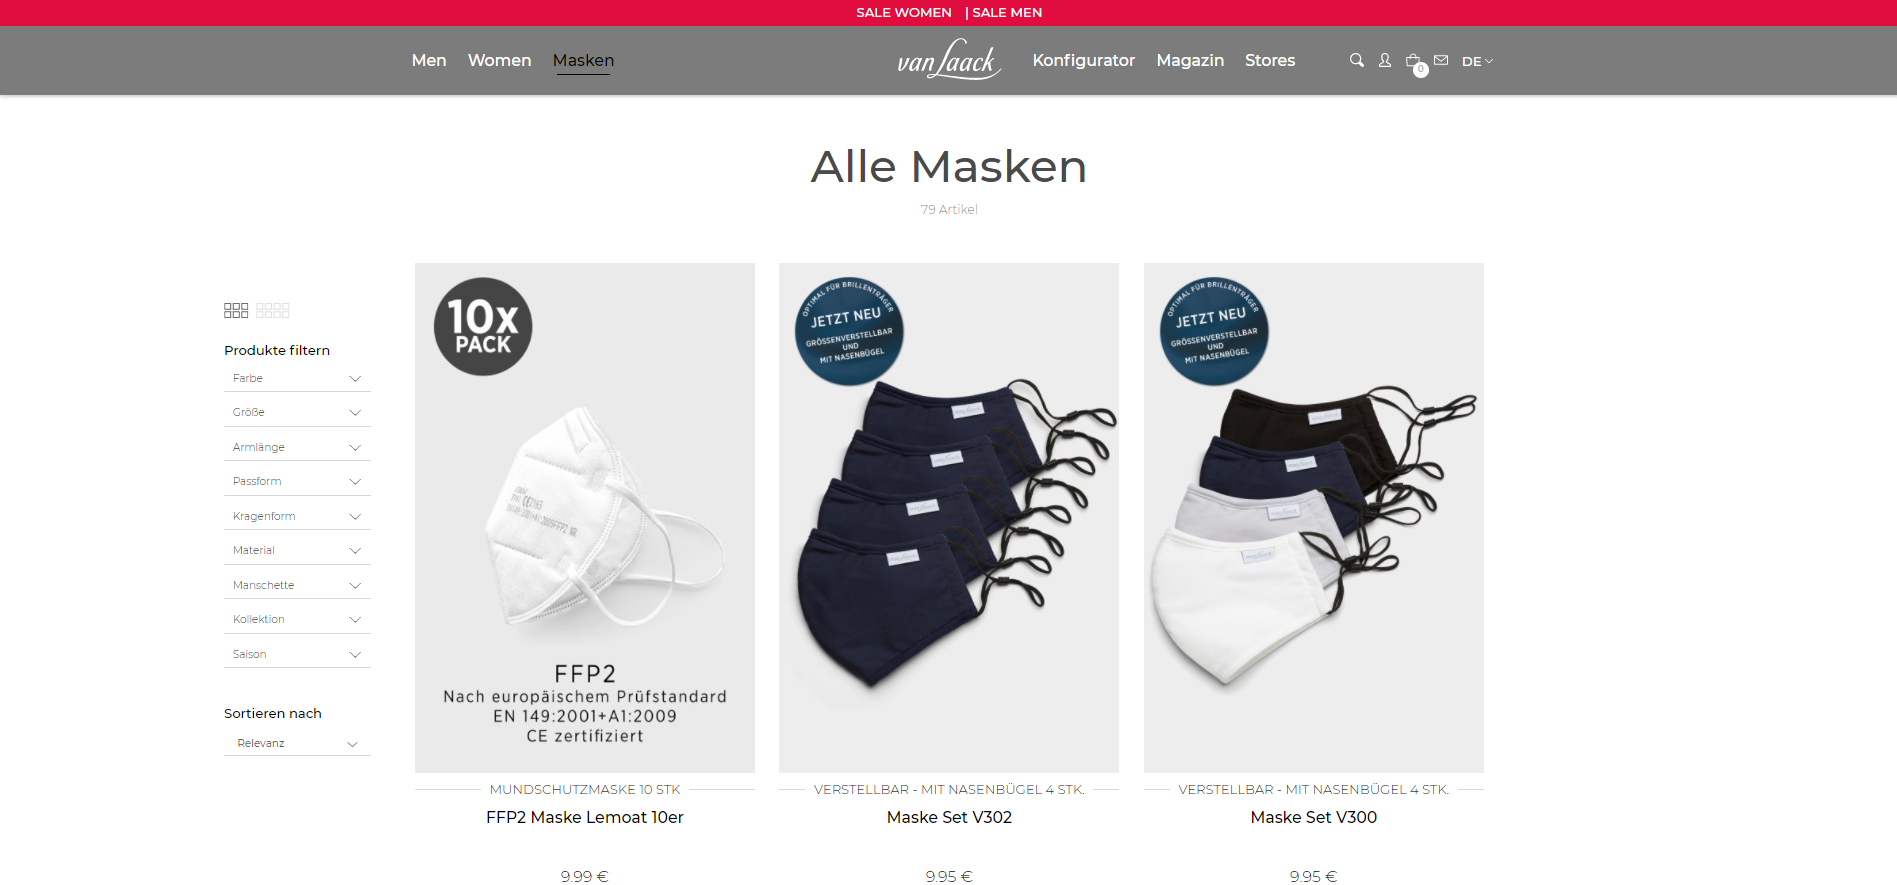 SALE WOMEN | SALE MEN
Men Women Masken van Laack Konfigurator Magazin Stores 0 DE
Alle Masken
79 Artikel
Produkte filtern
Farbe
Größe
Armlänge
Passform
Kragenform
Material
Manschette
Kollektion
Saison
Sortieren nach
Relevanz
10x
PACK
FFP2
Nach europäischem Prüfstandard
EN 149:2001+A1:2009
CE zertifiziert
MUNDSCHUTZMASKE 10 STK
FFP2 Maske Lemoat 10er
9.99 €
OPTIMAL FÜR BRILLENTRÄGER
JETZT NEU
GRÖSSENVERSTELLBAR
UND
MIT NASENBÜGEL
VERSTELLBAR - MIT NASENBÜGEL 4 STK.
Maske Set V302
9.95 €
OPTIMAL FÜR BRILLENTRÄGER
JETZT NEU
GRÖSSENVERSTELLBAR
UND
MIT NASENBÜGEL
VERSTELLBAR - MIT NASENBÜGEL 4 STK.
Maske Set V300
9.95 €